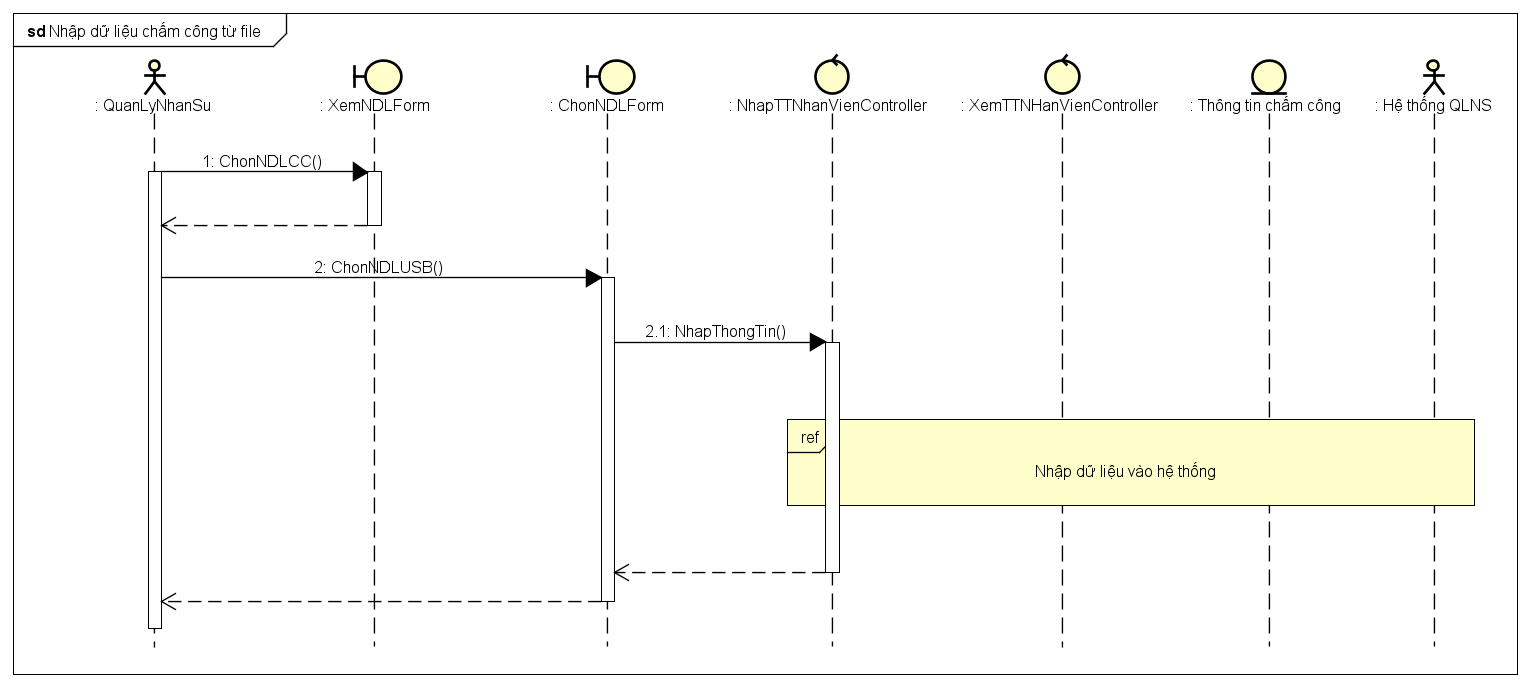 sd Nhập dữ liệu chấm công từ file
: QuanLyNhanSu
: XemNDLForm
: ChonNDLForm
: NhapTTNhanVienController
: XemTTNHanVienController
: Thông tin chấm công
: Hệ thống QLNS
1: ChonNDLCC()
2: ChonNDLUSB()
2.1: NhapThongTin()
ref
Nhập dữ liệu vào hệ thống